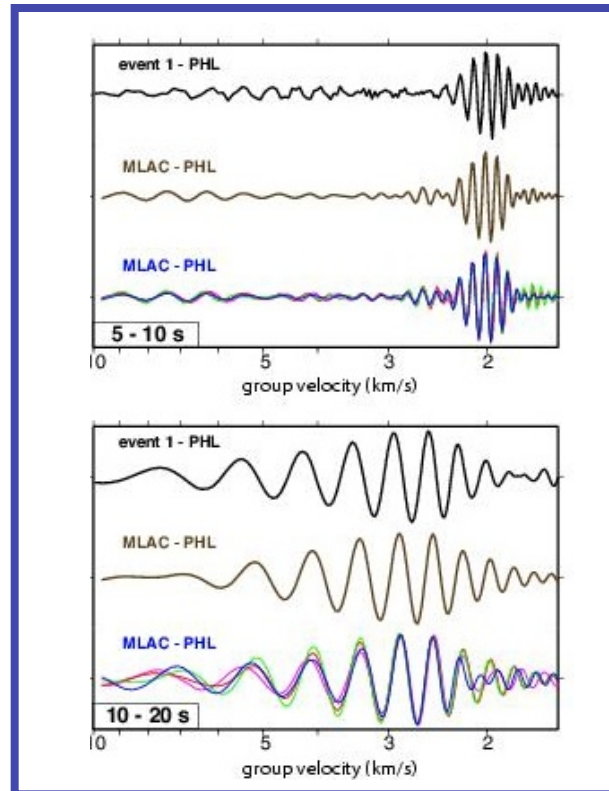 event 1 - PHL
MLAC - PHL
MLAC - PHL
5 - 10 s
10 5 3 2
group velocity (km/s)
event 1 - PHL
MLAC - PHL
MLAC - PHL
10 - 20 s
10 5 3 2
group velocity (km/s)